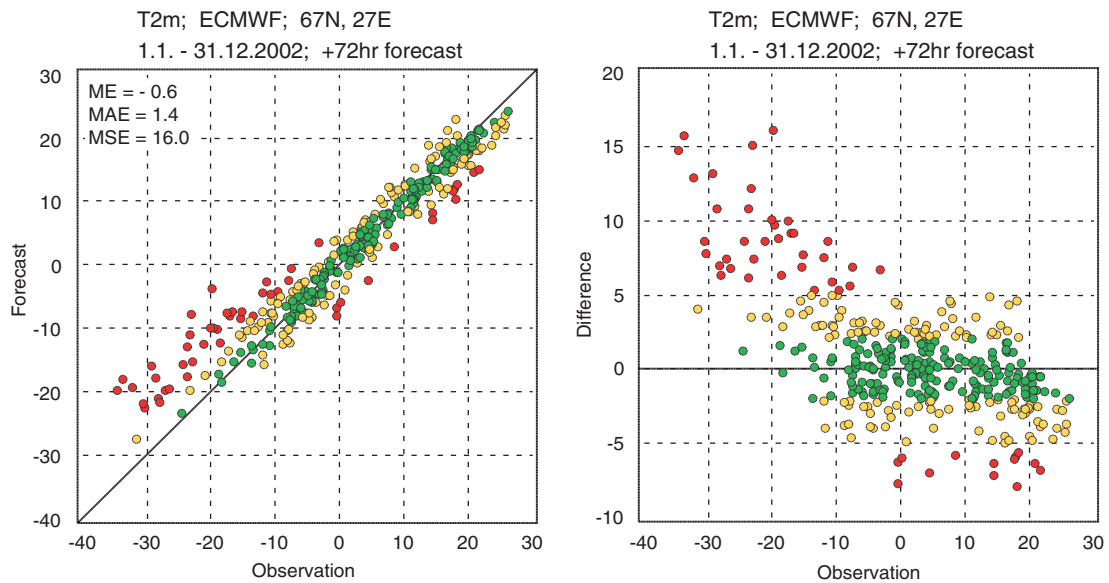 T2m; ECMWF; 67N, 27E
1.1. - 31.12.2002; +72hr forecast
30
20
10
0
-10
-20
-30
-40
Forecast
ME = - 0.6
MAE = 1.4
MSE = 16.0
-40 -30 -20 -10 0 10 20 30
Observation
T2m; ECMWF; 67N, 27E
1.1. - 31.12.2002; +72hr forecast
20
15
10
5
0
-5
-10
Difference
-40 -30 -20 -10 0 10 20 30
Observation